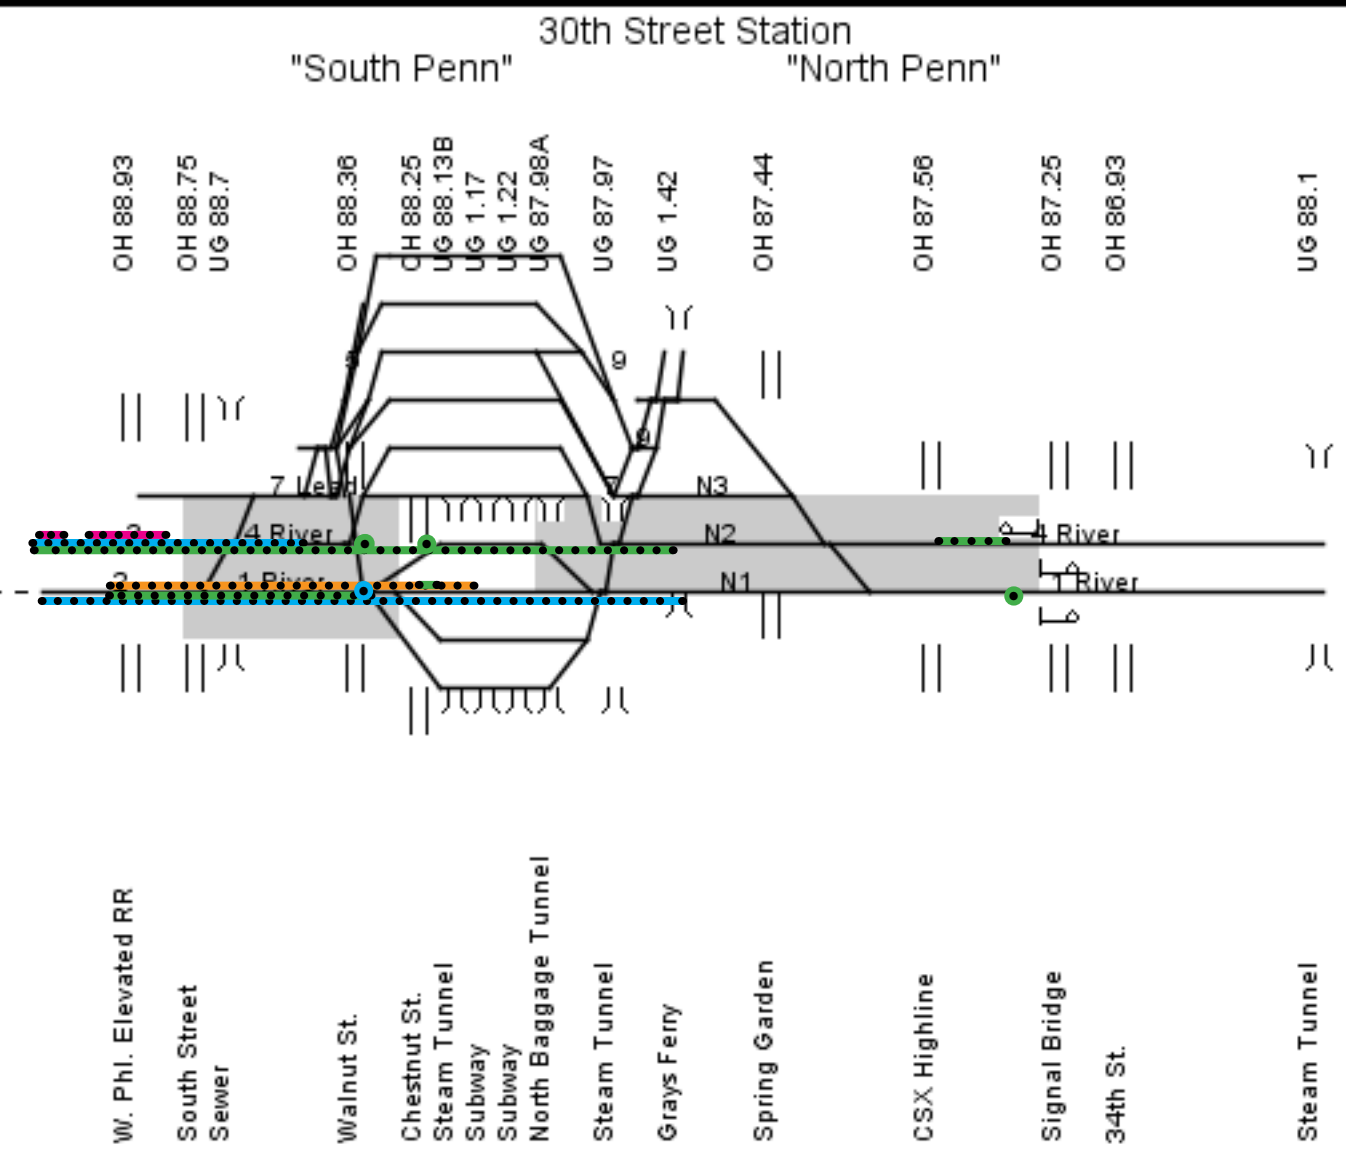 30th Street Station
"South Penn" "North Penn"
OH 88.93
OH 88.75
UG 88.7
OH 88.36
OH 88.25
UG 88.13B
UG 1.17
UG 1.22
UG 87.98A
UG 87.97
UG 1.42
OH 87.44
OH 87.56
OH 87.25
OH 86.93
UG 88.1
9
9
7 Lead
7
N3
4 River
N2
4 River
1 River
N1
1 River
W. Phl. Elevated RR
South Street
Sewer
Walnut St.
Chestnut St.
Steam Tunnel
Subway
Subway
North Baggage Tunnel
Steam Tunnel
Grays Ferry
Spring Garden
CSX Highline
Signal Bridge
34th St.
Steam Tunnel